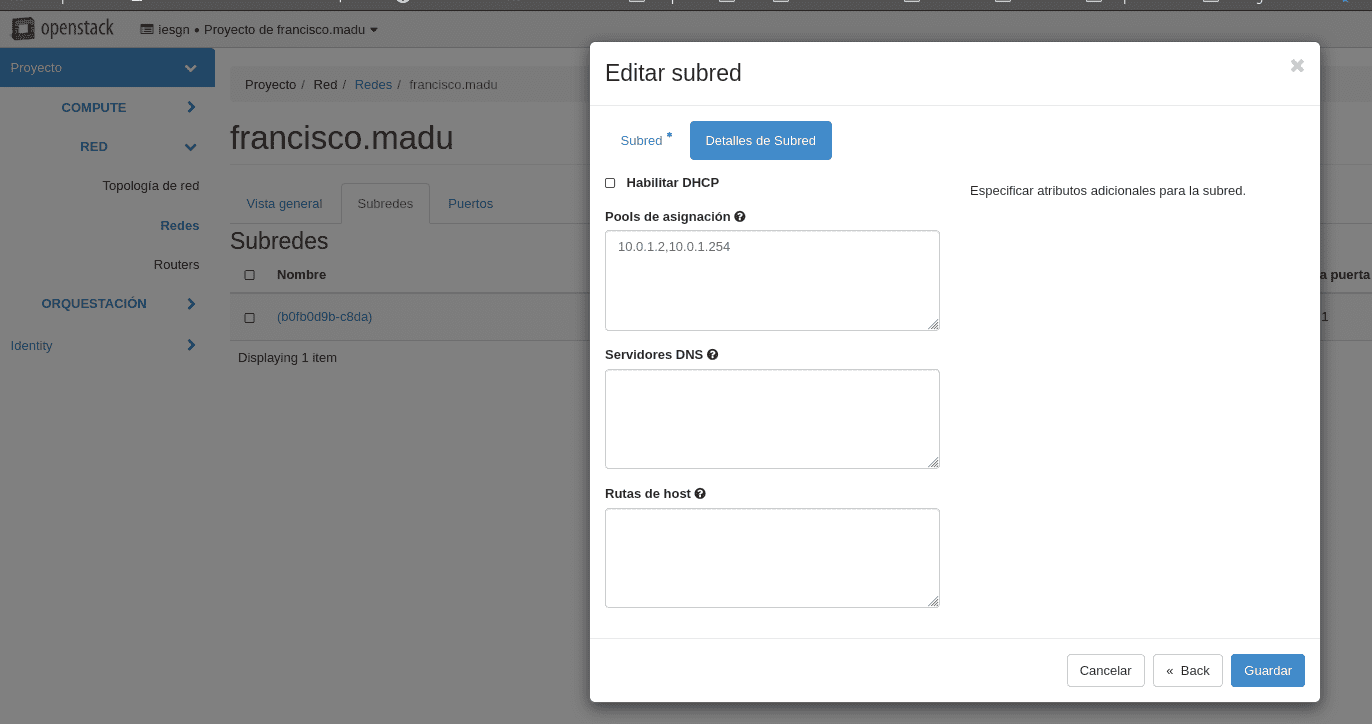 openstack
iesgn • Proyecto de francisco.madu
Proyecto
COMPUTE
RED
Topología de red
Redes
Routers
ORQUESTACIÓN
Identity
Proyecto / Red / Redes / francisco.madu
francisco.madu
Vista general Subredes Puertos
Subredes
Nombre
a puerta
(b0fb0d9b-c8da)
1
Displaying 1 item
Editar subred
Subred *
Detalles de Subred
Habilitar DHCP
Especificar atributos adicionales para la subred.
Pools de asignación
10.0.1.2,10.0.1.254
Servidores DNS
Rutas de host
Cancelar
« Back
Guardar